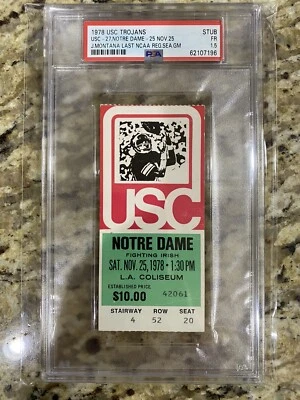 1978 USC TROJANS STUB
USC - 27,NOTRE DAME - 25 NOV.25 FR
J.MONTANA LAST NCAA REG.SEA.GM 1.5
PSA 62107196
USC
NOTRE DAME
FIGHTING IRISH
SAT. NOV. 25, 1978 • 1:30 PM
L.A. COLISEUM
ESTABLISHED PRICE
$10.00 42061
STAIRWAY ROW SEAT
4 52 20